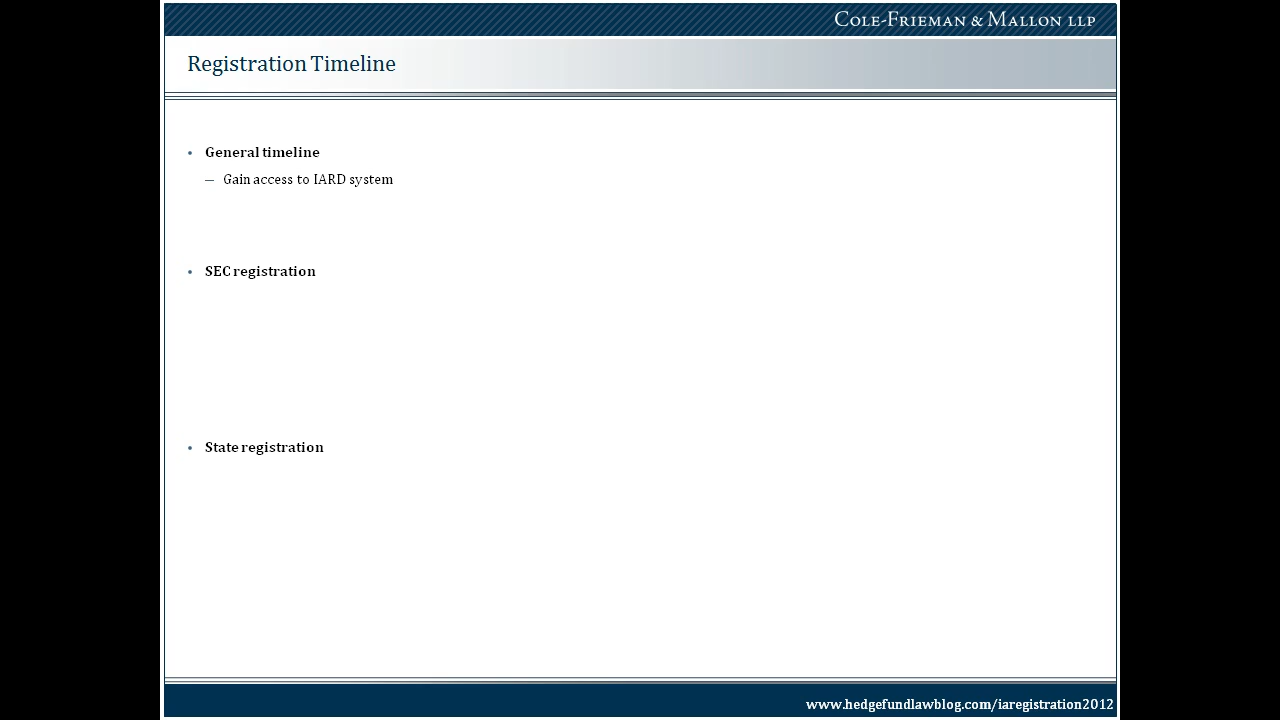 COLE-FRIEMAN & MALLON LLP
Registration Timeline
• General timeline
– Gain access to IARD system
• SEC registration
• State registration
www.hedgefundlawblog.com/iaregistration2012